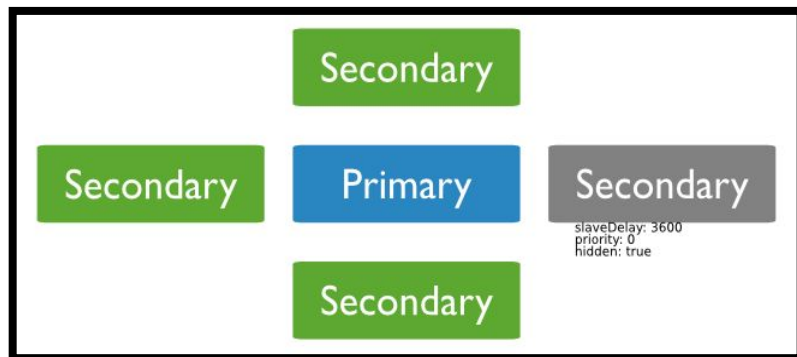 Secondary
Secondary
Primary
Secondary
slaveDelay: 3600
priority: 0
hidden: true
Secondary